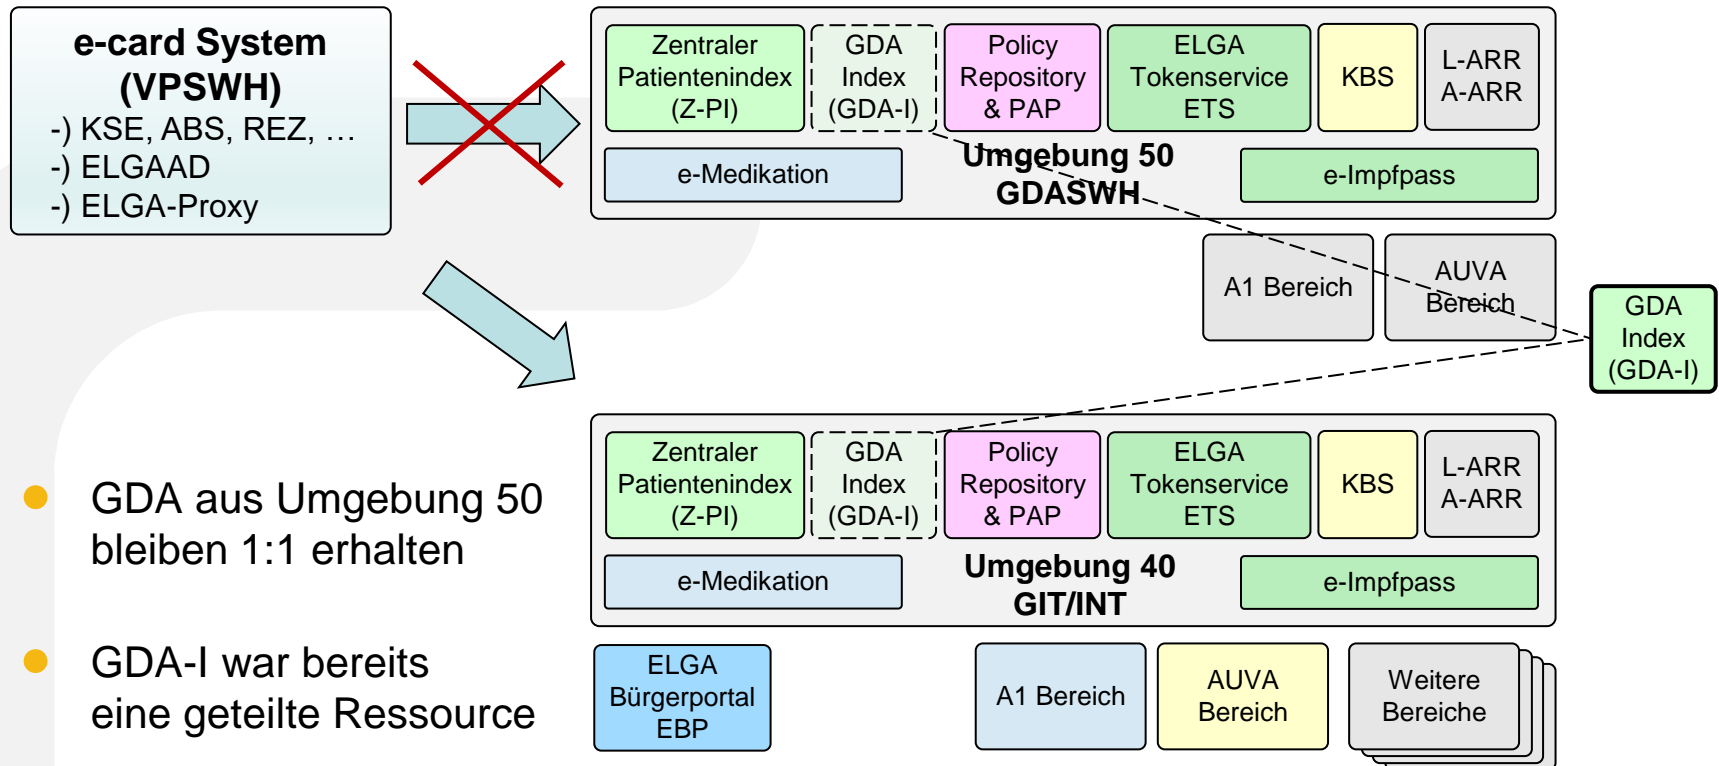 e-card System
(VPSWH)
-) KSE, ABS, REZ, …
-) ELGAAD
-) ELGA-Proxy
Zentraler
Patientenindex
(Z-PI)
GDA
Index
(GDA-I)
Policy
Repository
& PAP
ELGA
Tokenservice
ETS
KBS
L-ARR
A-ARR
e-Medikation
Umgebung 50
GDASWH
e-Impfpass
A1 Bereich
AUVA
Bereich
GDA
Index
(GDA-I)
Zentraler
Patientenindex
(Z-PI)
GDA
Index
(GDA-I)
Policy
Repository
& PAP
ELGA
Tokenservice
ETS
KBS
L-ARR
A-ARR
e-Medikation
Umgebung 40
GIT/INT
e-Impfpass
GDA aus Umgebung 50
bleiben 1:1 erhalten
GDA-I war bereits
eine geteilte Ressource
ELGA
Bürgerportal
EBP
A1 Bereich
AUVA
Bereich
Weitere
Bereiche